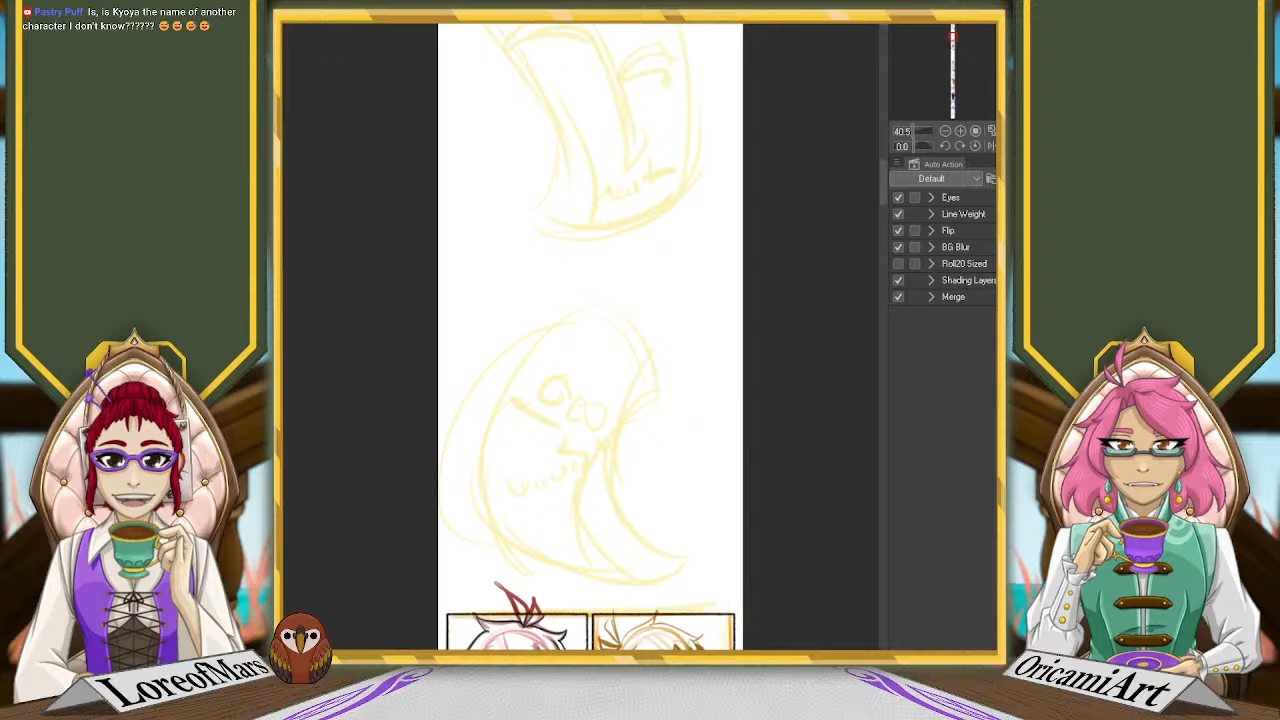 Pastry Puff Is, is Kyoya the name of another
character I don't know??????
40.5
0.0
Auto Action
Default
Eyes
Line Weight
Flip
BG Blur
Roll20 Sized
Shading Layers
Merge
LoreofMars
OricamiArt